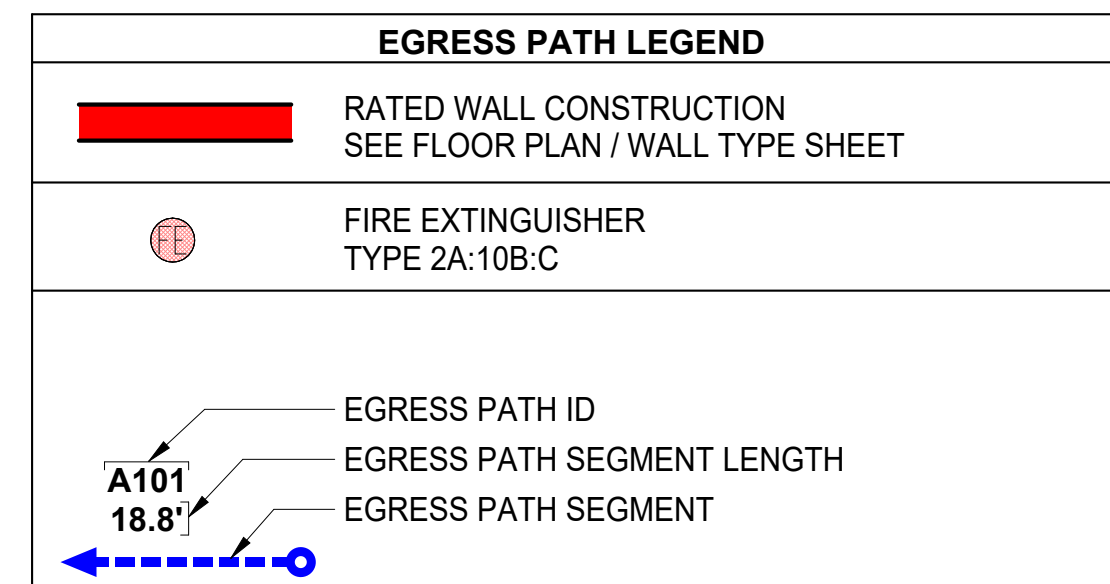 EGRESS PATH LEGEND
RATED WALL CONSTRUCTION
SEE FLOOR PLAN / WALL TYPE SHEET
FE
FIRE EXTINGUISHER
TYPE 2A:10B:C
EGRESS PATH ID
EGRESS PATH SEGMENT LENGTH
EGRESS PATH SEGMENT
A101
18.8'